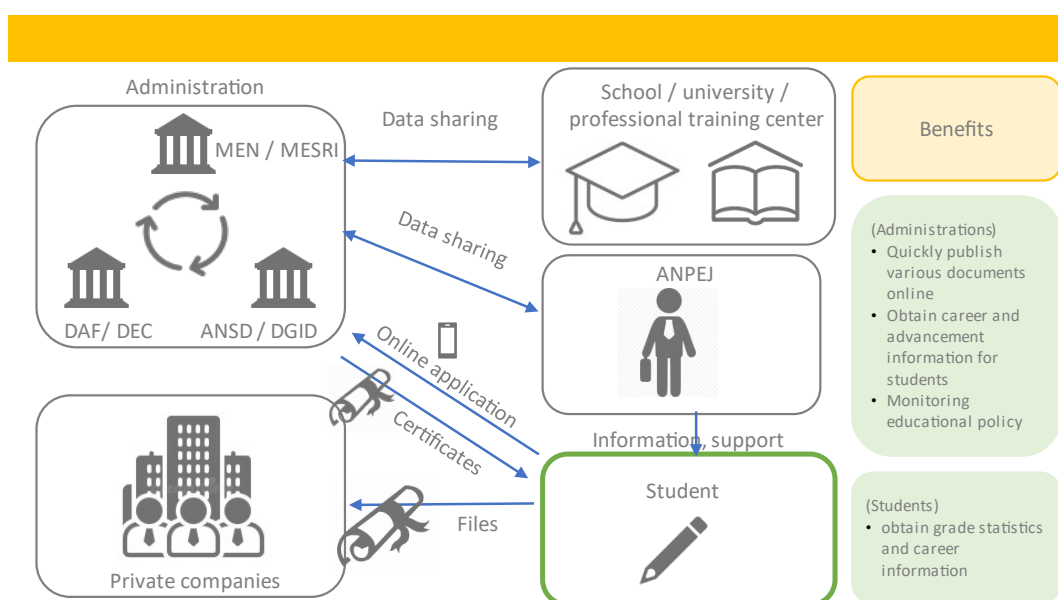 Administration
MEN / MESRI
DAF/ DEC
ANSD / DGID
Data sharing
School / university /
professional training center
Data sharing
ANPEJ
Online application
Certificates
Information, support
Student
Files
Private companies
Benefits
(Administrations)
• Quickly publish
various documents
online
• Obtain career and
advancement
information for
students
• Monitoring
educational policy
(Students)
• obtain grade statistics
and career
information